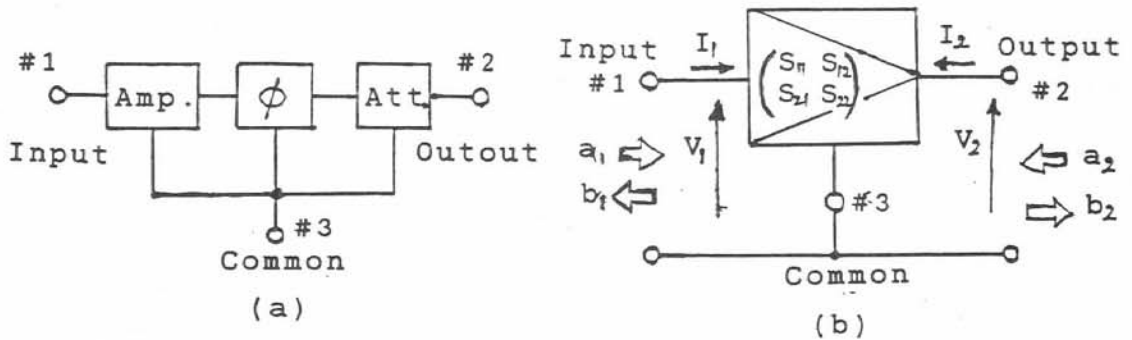 #1
#2
Amp.
ϕ
Att.
Input
Outout
#3
Common
(a)
Input
I₁
I₂
Output
#1
#2
(S₁₁ S₁₂
S₂₁ S₂₂)
V₁
V₂
a₁
b₁
a₂
b₂
#3
Common
(b)